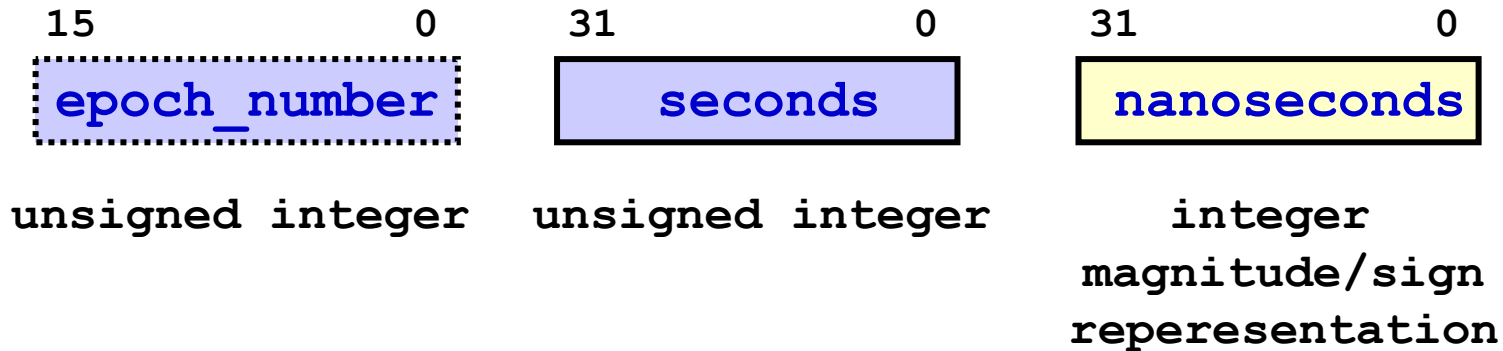 15 0 31 0 31 0
epoch_number seconds nanoseconds
unsigned integer unsigned integer integer
magnitude/sign
reperesentation